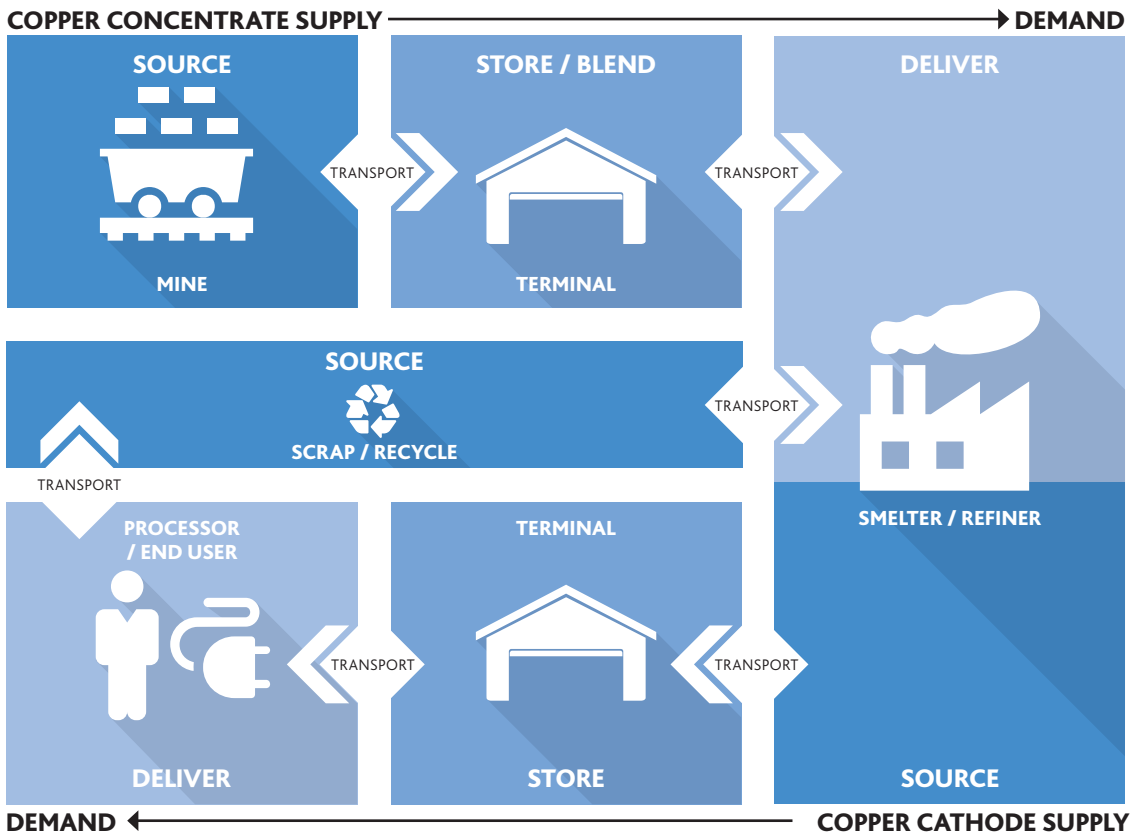 COPPER CONCENTRATE SUPPLY
DEMAND
SOURCE
MINE
TRANSPORT
STORE / BLEND
TERMINAL
TRANSPORT
DELIVER
SOURCE
SCRAP / RECYCLE
TRANSPORT
SMELTER / REFINER
SOURCE
TRANSPORT
TERMINAL
STORE
TRANSPORT
PROCESSOR
/ END USER
DELIVER
TRANSPORT
DEMAND
COPPER CATHODE SUPPLY